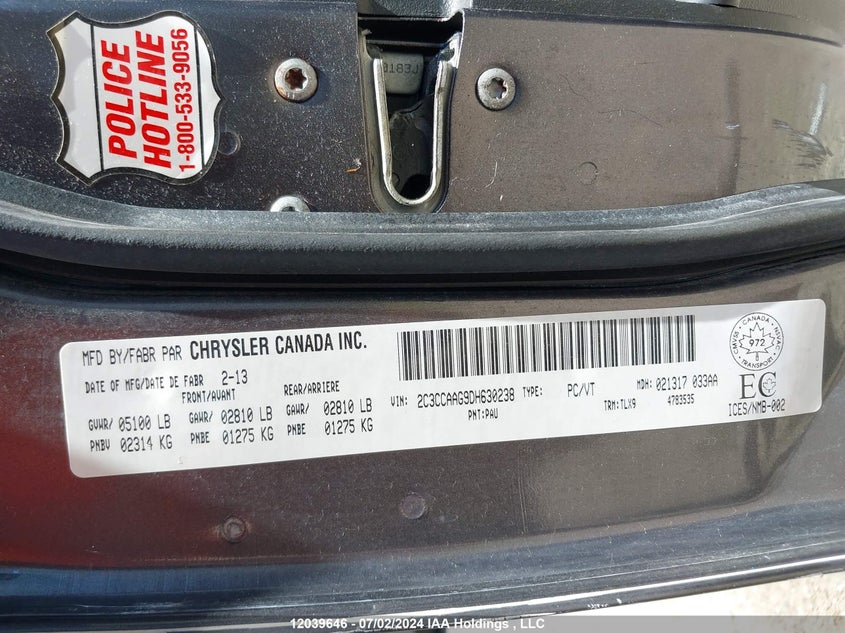 POLICE
HOTLINE
1-800-533-9056
MFD BY/FABR PAR CHRYSLER CANADA INC.
DATE OF MFG/DATE DE FABR 2-13
FRONT/AVANT REAR/ARRIERE
GVWR/ 05100 LB GAWR/ 02810 LB GAWR/ 02810 LB
PNBV 02314 KG PNBE 01275 KG PNBE 01275 KG
VIN: 2C3CCAAG9DH630238 TYPE: PC/VT MDH: 021317 033AA
PNT:PAU TRM:TLX9 4783535
CANADA
CMVSS NSVAC
972
TRANSPORT
EC
ICES/NMB-002
12039646 - 07/02/2024 IAA Holdings, LLC